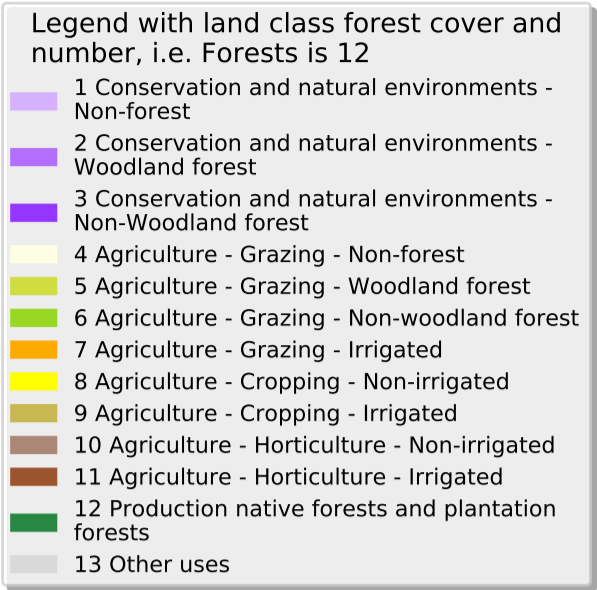 Legend with land class forest cover and
number, i.e. Forests is 12
1 Conservation and natural environments -
Non-forest
2 Conservation and natural environments -
Woodland forest
3 Conservation and natural environments -
Non-Woodland forest
4 Agriculture - Grazing - Non-forest
5 Agriculture - Grazing - Woodland forest
6 Agriculture - Grazing - Non-woodland forest
7 Agriculture - Grazing - Irrigated
8 Agriculture - Cropping - Non-irrigated
9 Agriculture - Cropping - Irrigated
10 Agriculture - Horticulture - Non-irrigated
11 Agriculture - Horticulture - Irrigated
12 Production native forests and plantation
forests
13 Other uses